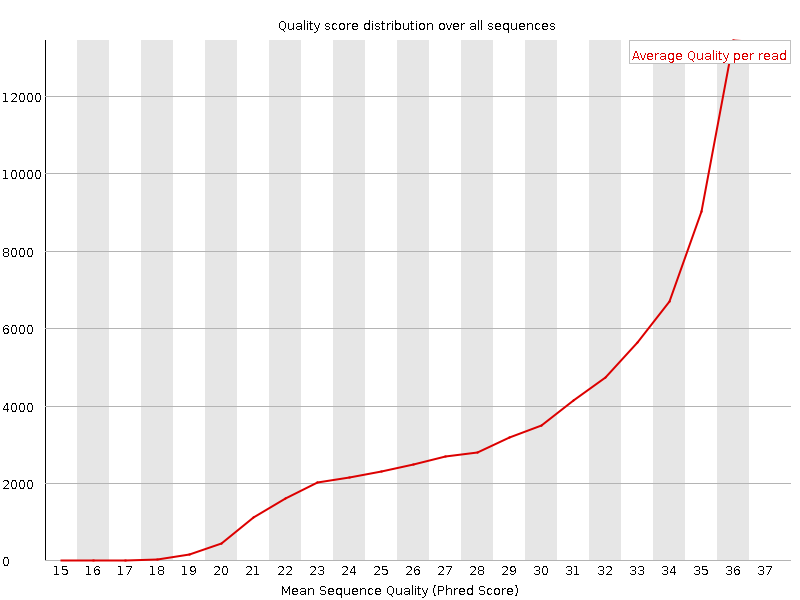 Quality score distribution over all sequences
Average Quality per read
12000
10000
8000
6000
4000
2000
0
15 16 17 18 19 20 21 22 23 24 25 26 27 28 29 30 31 32 33 34 35 36 37
Mean Sequence Quality (Phred Score)